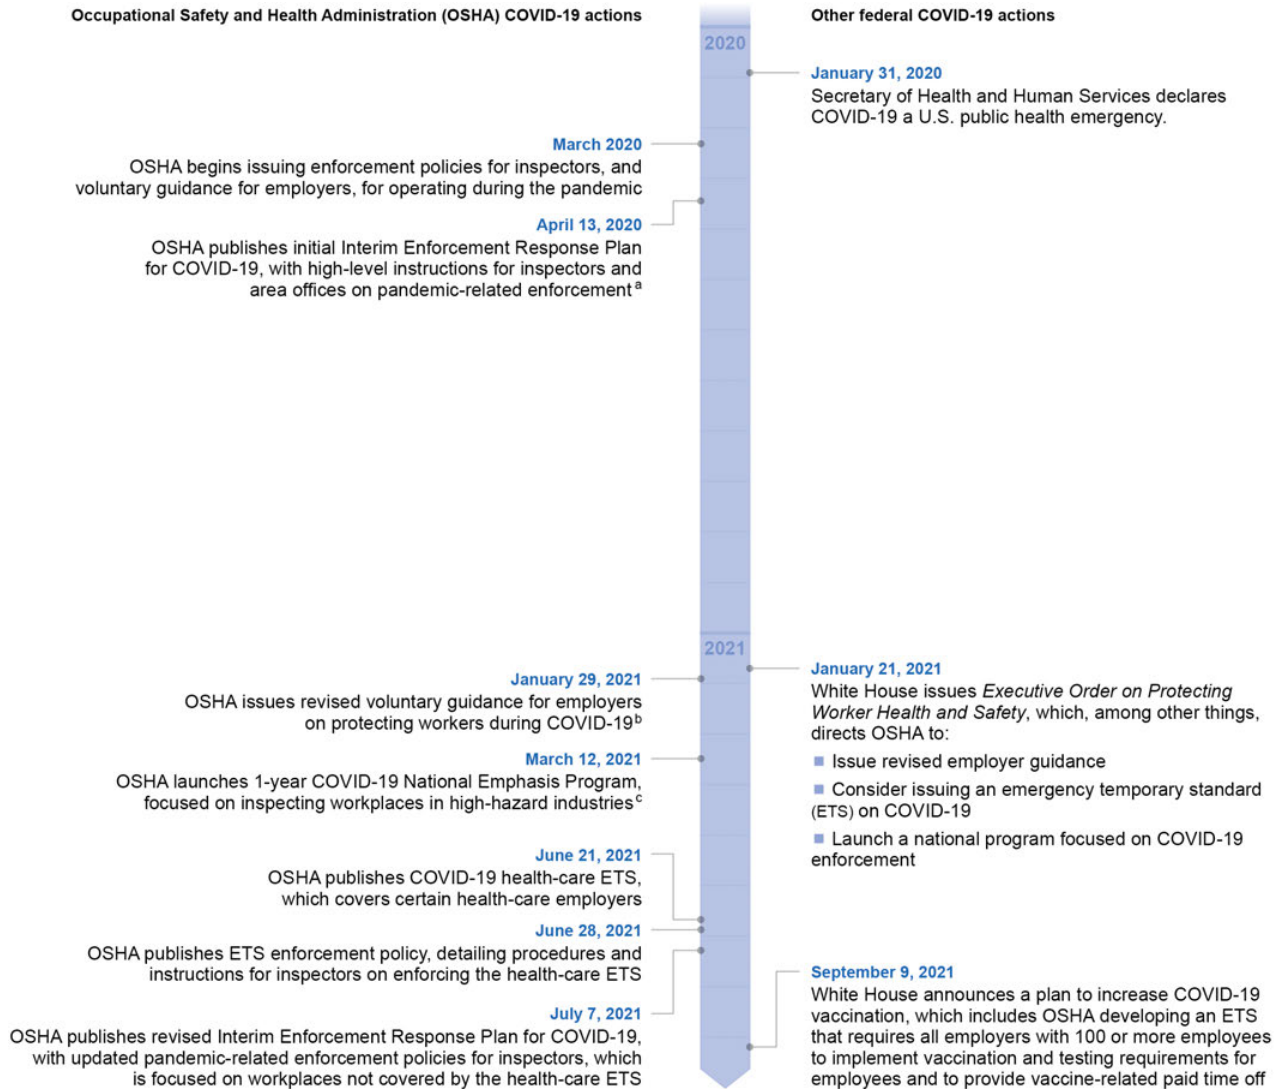 Occupational Safety and Health Administration (OSHA) COVID-19 actions
Other federal COVID-19 actions
2020
January 31, 2020
Secretary of Health and Human Services declares
COVID-19 a U.S. public health emergency.
March 2020
OSHA begins issuing enforcement policies for inspectors, and
voluntary guidance for employers, for operating during the pandemic
April 13, 2020
OSHA publishes initial Interim Enforcement Response Plan
for COVID-19, with high-level instructions for inspectors and
area offices on pandemic-related enforcement a
2021
January 21, 2021
White House issues Executive Order on Protecting
Worker Health and Safety, which, among other things,
directs OSHA to:
Issue revised employer guidance
Consider issuing an emergency temporary standard
(ETS) on COVID-19
Launch a national program focused on COVID-19
enforcement
January 29, 2021
OSHA issues revised voluntary guidance for employers
on protecting workers during COVID-19 b
March 12, 2021
OSHA launches 1-year COVID-19 National Emphasis Program,
focused on inspecting workplaces in high-hazard industries c
June 21, 2021
OSHA publishes COVID-19 health-care ETS,
which covers certain health-care employers
June 28, 2021
OSHA publishes ETS enforcement policy, detailing procedures and
instructions for inspectors on enforcing the health-care ETS
July 7, 2021
OSHA publishes revised Interim Enforcement Response Plan for COVID-19,
with updated pandemic-related enforcement policies for inspectors, which
is focused on workplaces not covered by the health-care ETS
September 9, 2021
White House announces a plan to increase COVID-19
vaccination, which includes OSHA developing an ETS
that requires all employers with 100 or more employees
to implement vaccination and testing requirements for
employees and to provide vaccine-related paid time off